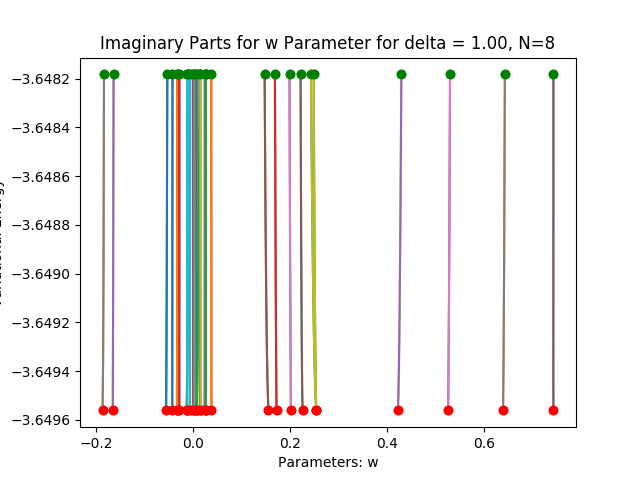 Imaginary Parts for w Parameter for delta = 1.00, N=8
−3.6482
−3.6484
−3.6486
−3.6488
−3.6490
−3.6492
−3.6494
−3.6496
−0.2 0.0 0.2 0.4 0.6
Parameters: w